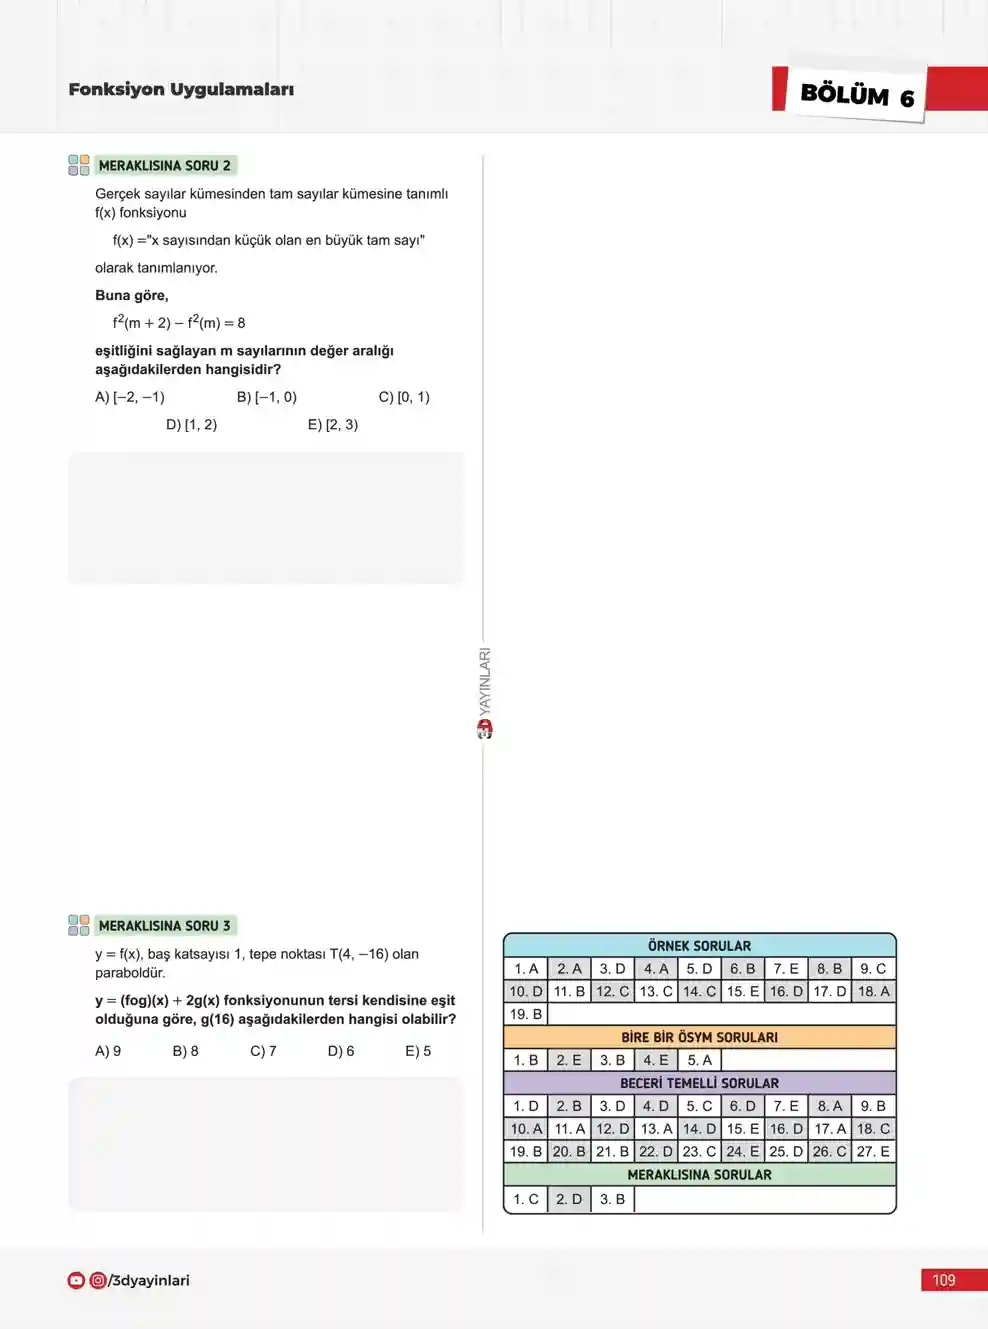 Fonksiyon Uygulamaları
BÖLÜM 6
MERAKLISINA SORU 2
Gerçek sayılar kümesinden tam sayılar kümesine tanımlı
f(x) fonksiyonu
f(x) ="x sayısından küçük olan en büyük tam sayı"
olarak tanımlanıyor.
Buna göre,
f²(m + 2) – f²(m) = 8
eşitliğini sağlayan m sayılarının değer aralığı
aşağıdakilerden hangisidir?
A) [–2, –1) B) [–1, 0) C) [0, 1)
D) [1, 2) E) [2, 3)
YAYINLARI
MERAKLISINA SORU 3
y = f(x), baş katsayısı 1, tepe noktası T(4, –16) olan
paraboldür.
y = (fog)(x) + 2g(x) fonksiyonunun tersi kendisine eşit
olduğuna göre, g(16) aşağıdakilerden hangisi olabilir?
A) 9 B) 8 C) 7 D) 6 E) 5
ÖRNEK SORULAR
1. A 2. A 3. D 4. A 5. D 6. B 7. E 8. B 9. C
10. D 11. B 12. C 13. C 14. C 15. E 16. D 17. D 18. A
19. B
BİRE BİR ÖSYM SORULARI
1. B 2. E 3. B 4. E 5. A
BECERİ TEMELLİ SORULAR
1. D 2. B 3. D 4. D 5. C 6. D 7. E 8. A 9. B
10. A 11. A 12. D 13. A 14. D 15. E 16. D 17. A 18. C
19. B 20. B 21. B 22. D 23. C 24. E 25. D 26. C 27. E
MERAKLISINA SORULAR
1. C 2. D 3. B
/3dyayinlari
109